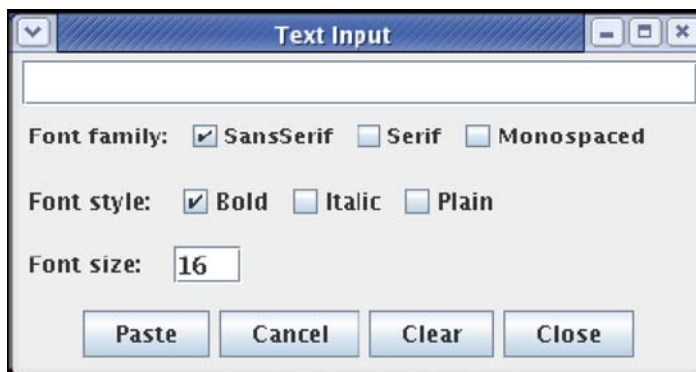 Text Input
Font family: SansSerif Serif Monospaced
Font style: Bold Italic Plain
Font size: 16
Paste Cancel Clear Close